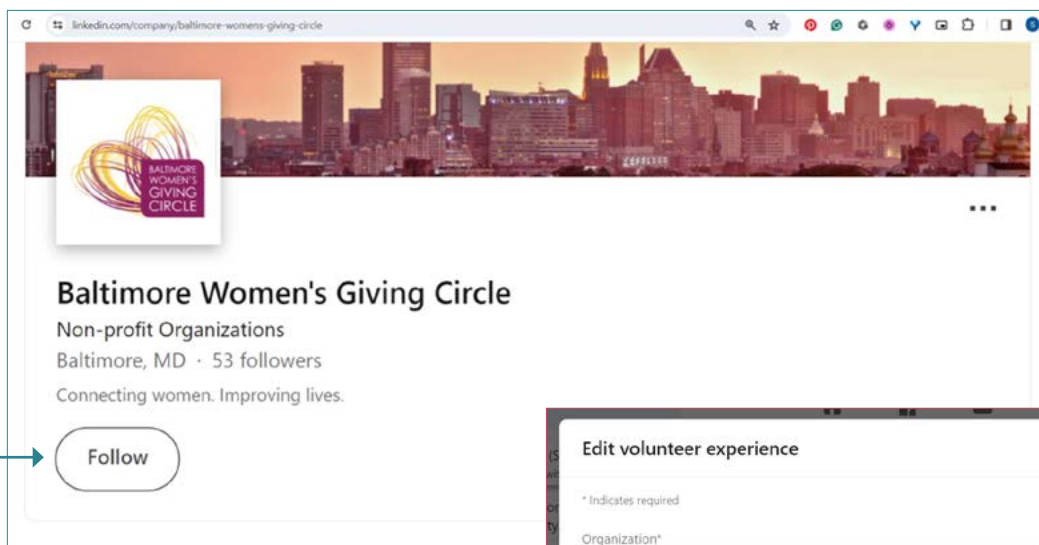 linkedin.com/company/baltimore-womens-giving-circle
BALTIMORE
WOMEN'S
GIVING
CIRCLE
Baltimore Women's Giving Circle
Non-profit Organizations
Baltimore, MD · 53 followers
Connecting women. Improving lives.
Follow
Edit volunteer experience
* Indicates required
Organization*